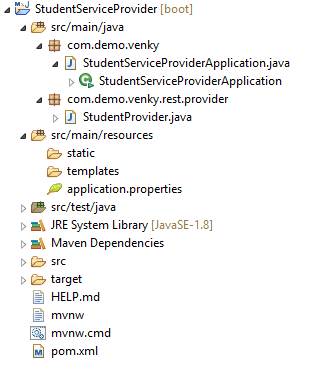 StudentServiceProvider [boot]
src/main/java
com.demo.venky
StudentServiceProviderApplication.java
StudentServiceProviderApplication
com.demo.venky.rest.provider
StudentProvider.java
src/main/resources
static
templates
application.properties
src/test/java
JRE System Library [JavaSE-1.8]
Maven Dependencies
src
target
HELP.md
mvnw
mvnw.cmd
pom.xml